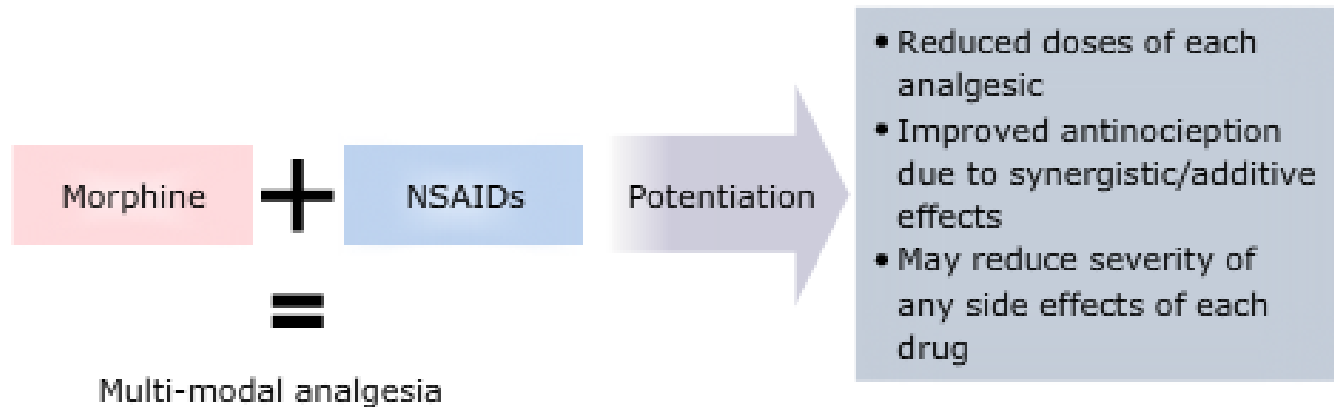 Morphine
+
NSAIDs
=
Multi-modal analgesia
Potentiation
• Reduced doses of each
analgesic
• Improved antinocieption
due to synergistic/additive
effects
• May reduce severity of
any side effects of each
drug